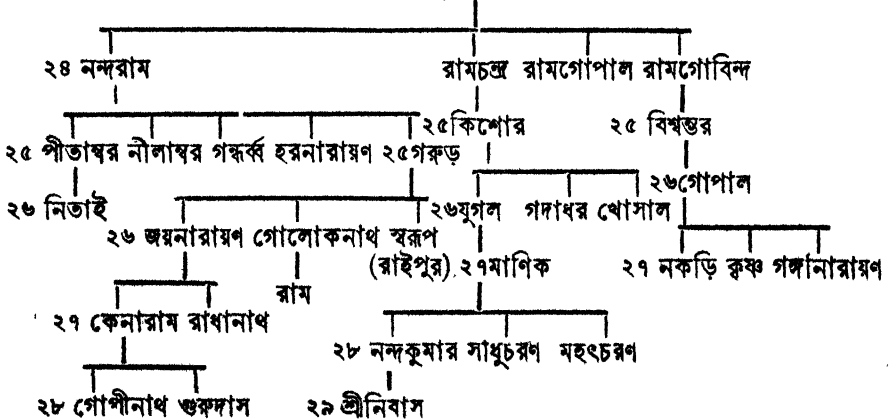 ২৪ নন্দরাম রামচন্দ্র রামগোপাল রামগোবিন্দ
২৫কিশোর ২৫ বিশ্বম্ভর
২৫ পীতাম্বর নীলাম্বর গন্ধর্ব্ব হরনারায়ণ ২৫গরুড়
২৬ নিতাই ২৬যুগল গদাধর খোসাল ২৬গোপাল
২৬ জয়নারায়ণ গোলোকনাথ স্বরূপ
(রাইপুর) ২৭মাণিক ২৭ নকড়ি কৃষ্ণ গঙ্গানারায়ণ
রাম
২৭ কেনারাম রাধানাথ
২৮ নন্দকুমার সাধুচরণ মহৎচরণ
২৮ গোপীনাথ গুরুদাস ২৯ শ্রীনিবাস